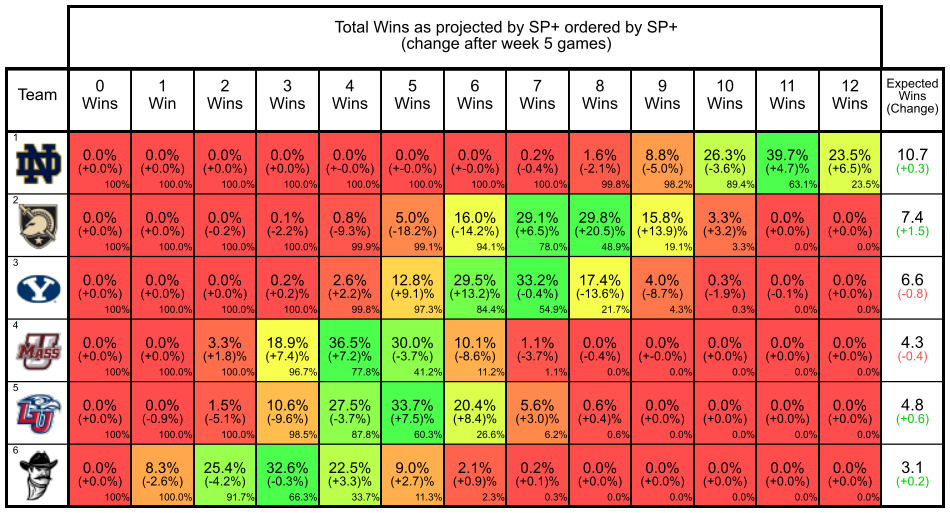 Total Wins as projected by SP+ ordered by SP+
(change after week 5 games)
Team
0 Wins
1 Win
2 Wins
3 Wins
4 Wins
5 Wins
6 Wins
7 Wins
8 Wins
9 Wins
10 Wins
11 Wins
12 Wins
Expected Wins (Change)
1
ND
0.0% 0.0% 0.0% 0.0% 0.0% 0.0% 0.0% 0.2% 1.6% 8.8% 26.3% 39.7% 23.5% 10.7
(+0.0%) (+0.0)% (+0.0)% (+0.0)% (+0.0)% (+-0.0)% (+-0.0)% (-0.4)% (-2.1)% (-5.0)% (-3.6)% (+4.7)% (+6.5)% (+0.3)
100% 100.0% 100.0% 100.0% 100.0% 100.0% 100.0% 100.0% 99.8% 98.2% 89.4% 63.1% 23.5%
2
0.0% 0.0% 0.0% 0.1% 0.8% 5.0% 16.0% 29.1% 29.8% 15.8% 3.3% 0.0% 0.0% 7.4
(+0.0%) (+0.0)% (-0.2)% (-2.2)% (-9.3)% (-18.2)% (-14.2)% (+6.5)% (+20.5)% (+13.9)% (+3.2)% (+0.0)% (+0.0)% (+1.5)
100% 100.0% 100.0% 100.0% 99.9% 99.1% 94.1% 78.0% 48.9% 19.1% 3.3% 0.0% 0.0%
3
Y
0.0% 0.0% 0.0% 0.2% 2.6% 12.8% 29.5% 33.2% 17.4% 4.0% 0.3% 0.0% 0.0% 6.6
(+0.0%) (+0.0)% (+0.0)% (+0.2)% (+2.2)% (+9.1)% (+13.2)% (-0.4)% (-13.6)% (-8.7)% (-1.9)% (-0.1)% (+0.0)% (-0.8)
100% 100.0% 100.0% 100.0% 99.8% 97.3% 84.4% 54.9% 21.7% 4.3% 0.3% 0.0% 0.0%
4
U MASS
0.0% 0.0% 3.3% 18.9% 36.5% 30.0% 10.1% 1.1% 0.0% 0.0% 0.0% 0.0% 0.0% 4.3
(+0.0%) (+0.0)% (+1.8)% (+7.4)% (+7.2)% (-3.7)% (-8.6)% (-3.7)% (-0.4)% (+-0.0)% (+0.0)% (+0.0)% (+0.0)% (-0.4)
100% 100.0% 100.0% 96.7% 77.8% 41.2% 11.2% 1.1% 0.0% 0.0% 0.0% 0.0% 0.0%
5
LU
0.0% 0.0% 1.5% 10.6% 27.5% 33.7% 20.4% 5.6% 0.6% 0.0% 0.0% 0.0% 0.0% 4.8
(+0.0%) (-0.9)% (-5.1)% (-9.6)% (-3.7)% (+7.5)% (+8.4)% (+3.0)% (+0.4)% (+0.0)% (+0.0)% (+0.0)% (+0.0)% (+0.6)
100% 100.0% 100.0% 98.5% 87.8% 60.3% 26.6% 6.2% 0.6% 0.0% 0.0% 0.0% 0.0%
6
0.0% 8.3% 25.4% 32.6% 22.5% 9.0% 2.1% 0.2% 0.0% 0.0% 0.0% 0.0% 0.0% 3.1
(+0.0%) (-2.6)% (-4.2)% (-0.3)% (+3.3)% (+2.7)% (+0.9)% (+0.1)% (+0.0)% (+0.0)% (+0.0)% (+0.0)% (+0.0)% (+0.2)
100% 100.0% 91.7% 66.3% 33.7% 11.3% 2.3% 0.3% 0.0% 0.0% 0.0% 0.0% 0.0%